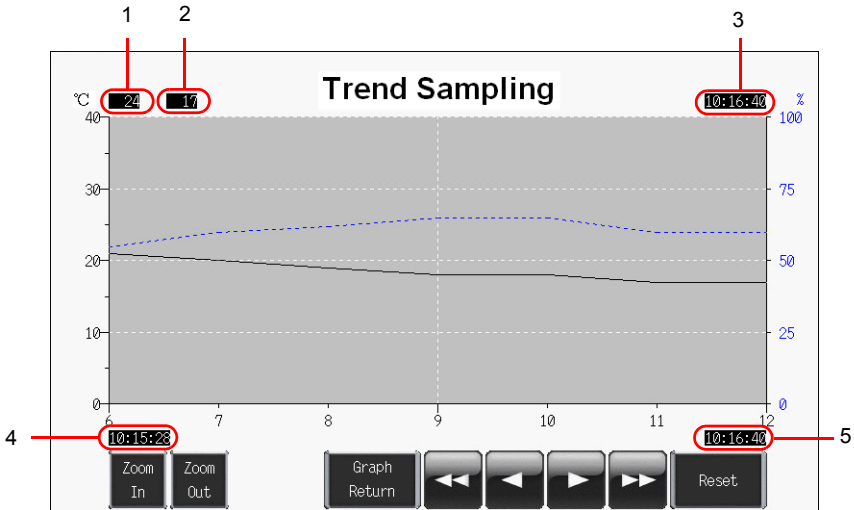 1 2 3
Trend Sampling
℃ 24 17 10:16:40 %
40 100
30 75
20 50
10 25
0 0
6 7 8 9 10 11 12
4 10:15:28 10:16:40 5
Zoom In
Zoom Out
Graph Return
Reset